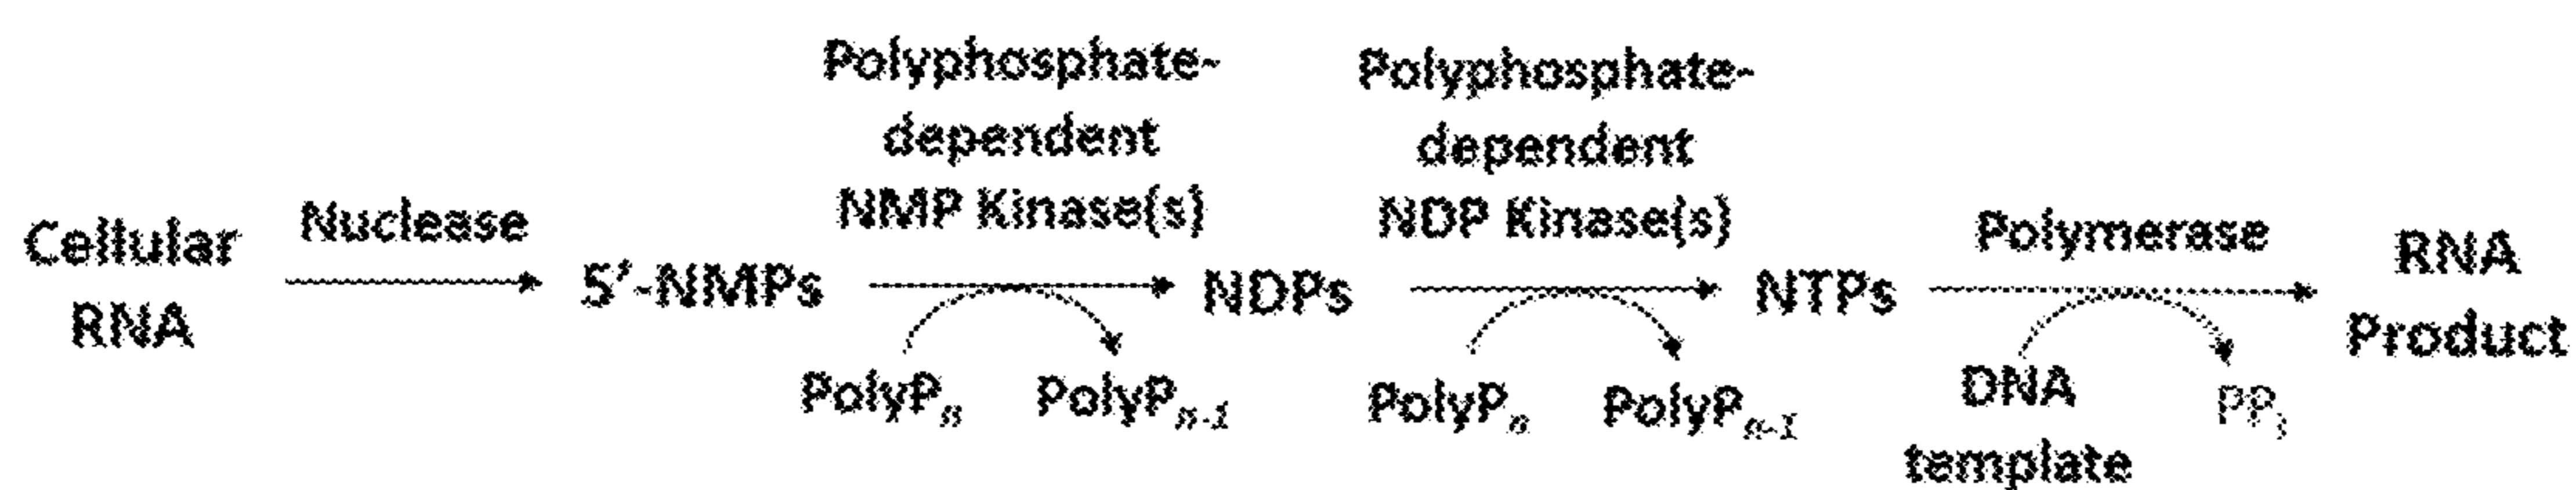 Polyphosphate-
dependent
NMP Kinase(s)
Polyphosphate-
dependent
NDP Kinase(s)
Cellular
RNA
Nuclease
5'-NMPs
NDPs
NTPs
Polymerase
RNA
Product
PolyPn
PolyPn-1
PolyPn
PolyPn-1
DNA
template
PPi